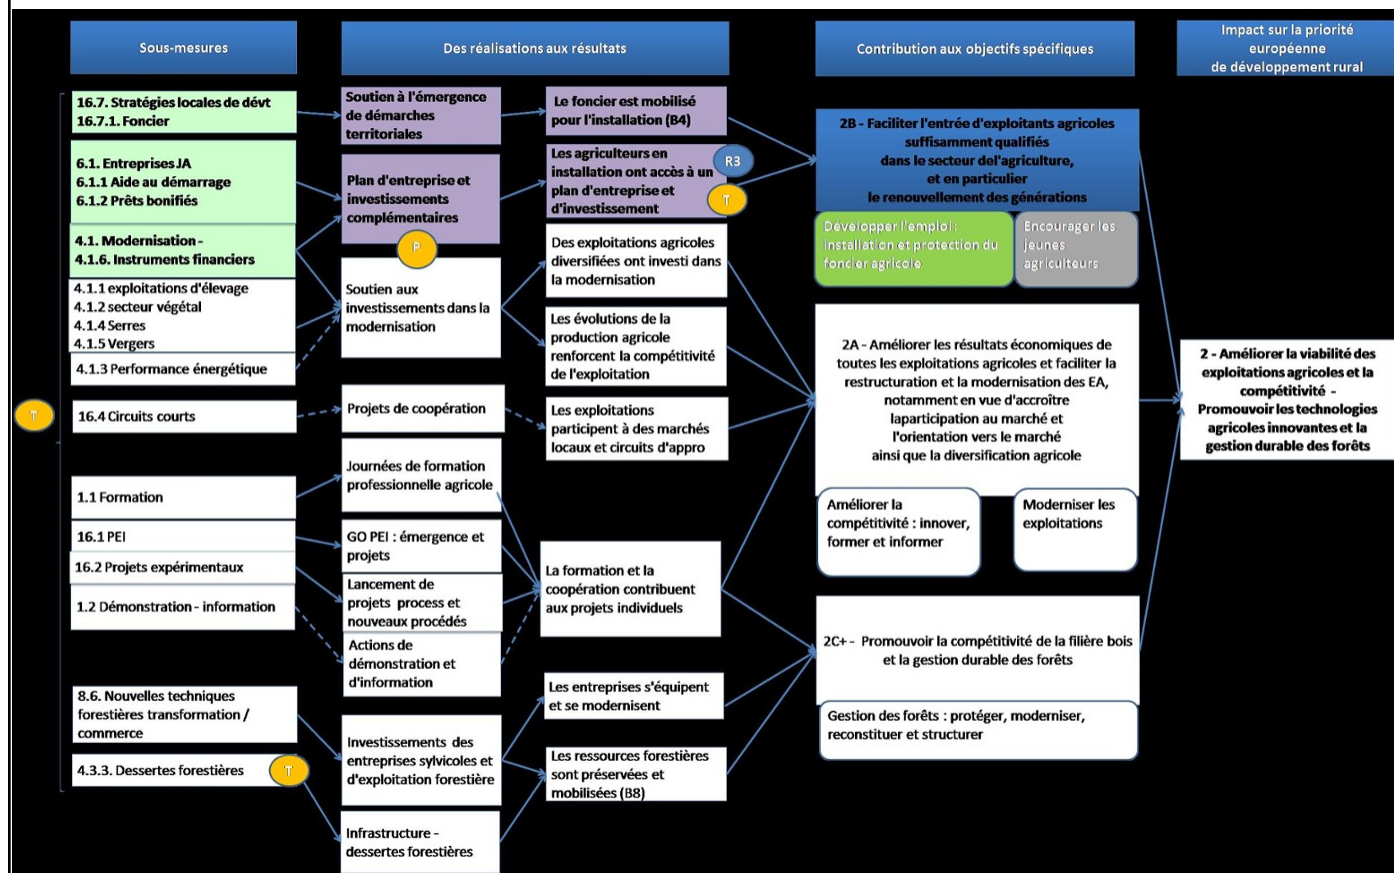 Sous-mesures
Des réalisations aux résultats
Contribution aux objectifs spécifiques
Impact sur la priorité
européenne
de développement rural
16.7. Stratégies locales de dévt
16.7.1. Foncier
6.1. Entreprises JA
6.1.1 Aide au démarrage
6.1.2 Prêts bonifiés
4.1. Modernisation -
4.1.6. Instruments financiers
4.1.1 exploitations d'élevage
4.1.2 secteur végétal
4.1.4 Serres
4.1.5 Vergers
4.1.3 Performance énergétique
T
16.4 Circuits courts
1.1 Formation
16.1 PEI
16.2 Projets expérimentaux
1.2 Démonstration - information
8.6. Nouvelles techniques
forestières transformation /
commerce
4.3.3. Dessertes forestières
T
Soutien à l'émergence
de démarches
territoriales
Plan d'entreprise et
investissements
complémentaires
P
Soutien aux
investissements dans la
modernisation
Projets de coopération
Journées de formation
professionnelle agricole
GO PEI : émergence et
projets
Lancement de
projets process et
nouveaux procédés
Actions de
démonstration et
d'information
Investissements des
entreprises sylvicoles et
d'exploitation forestière
Infrastructure -
dessertes forestières
Le foncier est mobilisé
pour l'installation (B4)
Les agriculteurs en
installation ont accès à un
plan d'entreprise et
d'investissement
R3
T
Des exploitations agricoles
diversifiées ont investi dans
la modernisation
Les évolutions de la
production agricole
renforcent la compétitivité
de l'exploitation
Les exploitations
participent à des marchés
locaux et circuits d'appro
La formation et la
coopération contribuent
aux projets individuels
Les entreprises s'équipent
et se modernisent
Les ressources forestières
sont préservées et
mobilisées (B8)
2B - Faciliter l'entrée d'exploitants agricoles
suffisamment qualifiés
dans le secteur del'agriculture,
et en particulier
le renouvellement des générations
Développer l'emploi :
installation et protection du
foncier agricole
Encourager les
jeunes
agriculteurs
2A - Améliorer les résultats économiques de
toutes les exploitations agricoles et faciliter la
restructuration et la modernisation des EA,
notamment en vue d'accroître
laparticipation au marché et
l'orientation vers le marché
ainsi que la diversification agricole
Améliorer la
compétitivité : innover,
former et informer
Moderniser les
exploitations
2C+ - Promouvoir la compétitivité de la filière bois
et la gestion durable des forêts
Gestion des forêts : protéger, moderniser,
reconstituer et structurer
2 - Améliorer la viabilité des
exploitations agricoles et la
compétitivité -
Promouvoir les technologies
agricoles innovantes et la
gestion durable des forêts